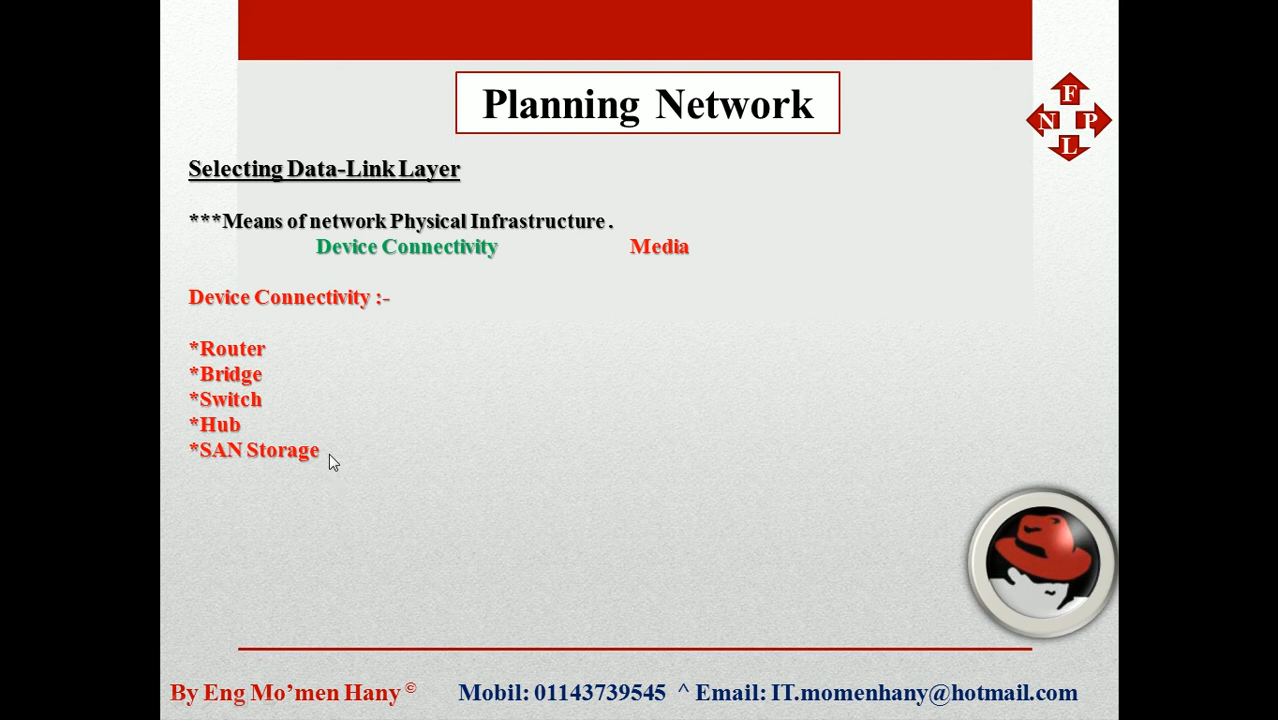 Planning Network
F
N P
L
Selecting Data-Link Layer
***Means of network Physical Infrastructure .
Device Connectivity Media
Device Connectivity :-
*Router
*Bridge
*Switch
*Hub
*SAN Storage
By Eng Mo’men Hany © Mobil: 01143739545 ^ Email: IT.momenhany@hotmail.com